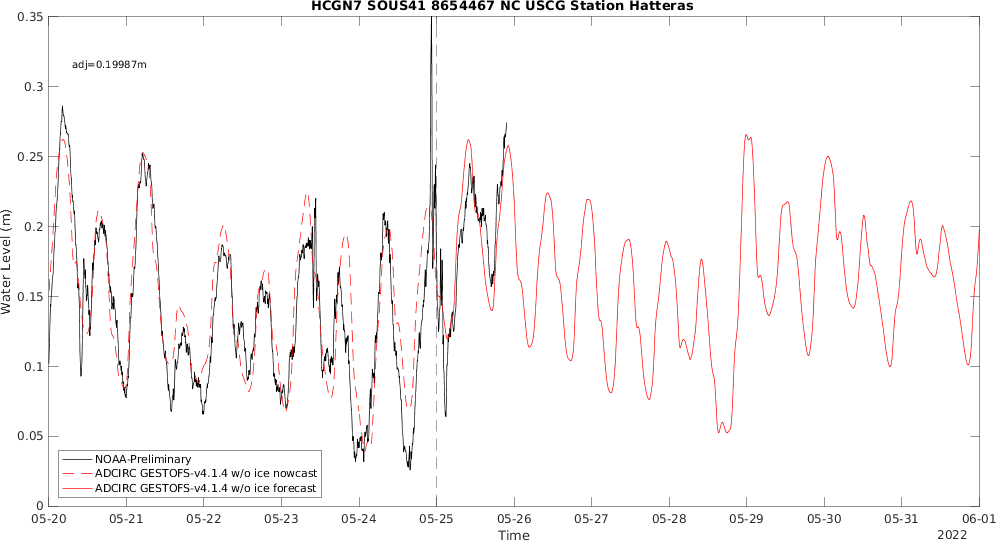 HCGN7 SOUS41 8654467 NC USCG Station Hatteras
adj=0.19987m
Water Level (m)
0.35
0.3
0.25
0.2
0.15
0.1
0.05
0
NOAA-Preliminary
ADCIRC GESTOFS-v4.1.4 w/o ice nowcast
ADCIRC GESTOFS-v4.1.4 w/o ice forecast
05-20 05-21 05-22 05-23 05-24 05-25 05-26 05-27 05-28 05-29 05-30 05-31 06-01
Time
2022